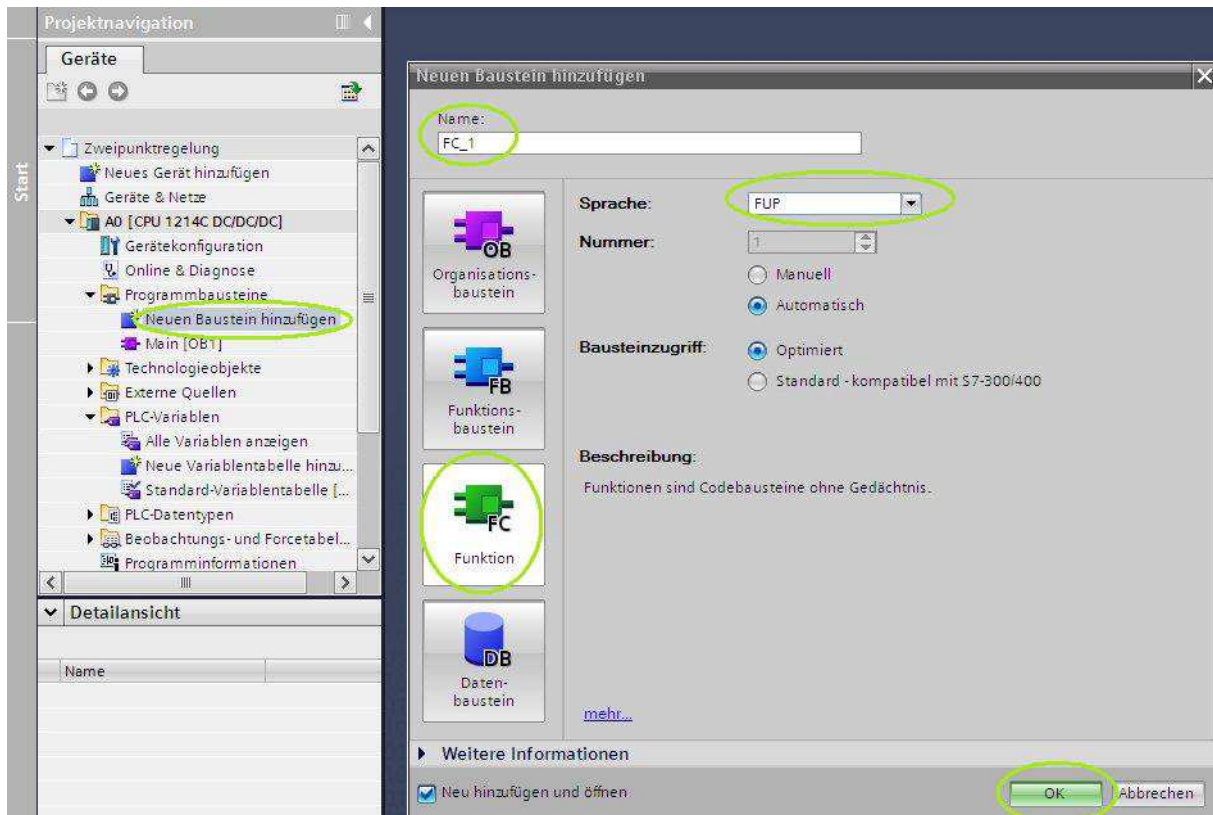 Projektnavigation
Geräte
Start
Zweipunktregelung
Neues Gerät hinzufügen
Geräte & Netze
A0 [CPU 1214C DC/DC/DC]
Gerätekonfiguration
Online & Diagnose
Programmbausteine
Neuen Baustein hinzufügen
Main [OB1]
Technologieobjekte
Externe Quellen
PLC-Variablen
Alle Variablen anzeigen
Neue Variablentabelle hinzu...
Standard-Variablentabelle [...
PLC-Datentypen
Beobachtungs- und Forcetabel...
Programminformationen
Detailansicht
Name
Neuen Baustein hinzufügen
Name:
FC_1
OB
Organisations-
baustein
FB
Funktions-
baustein
FC
Funktion
DB
Daten-
baustein
Sprache: FUP
Nummer: 1
Manuell
Automatisch
Bausteinzugriff: Optimiert
Standard - kompatibel mit S7-300/400
Beschreibung:
Funktionen sind Codebausteine ohne Gedächtnis.
mehr...
Weitere Informationen
Neu hinzufügen und öffnen
OK Abbrechen